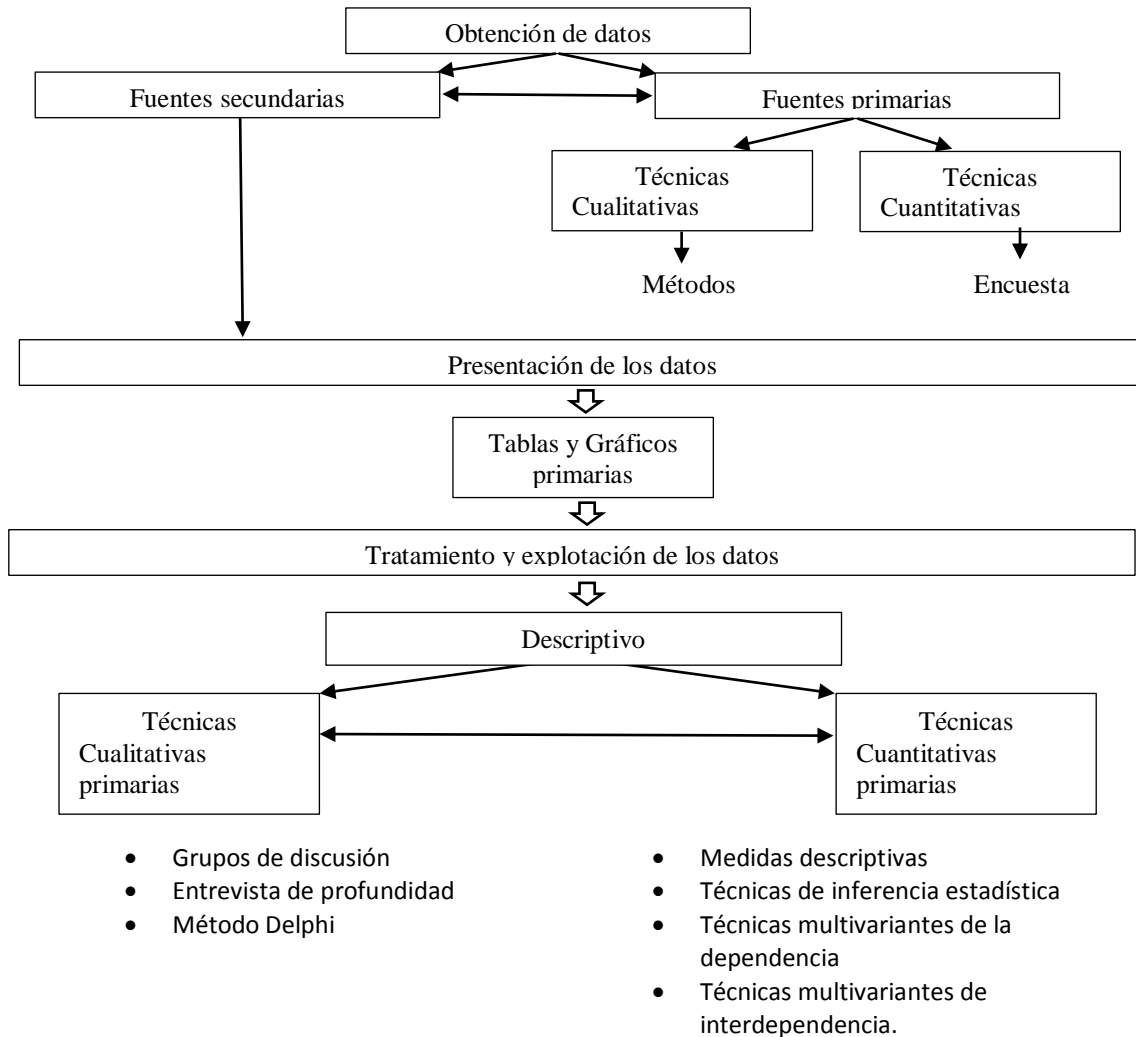 Obtención de datos
Fuentes secundarias
Fuentes primarias
Técnicas
Cualitativas
Técnicas
Cuantitativas
Métodos
Encuesta
Presentación de los datos
Tablas y Gráficos
primarias
Tratamiento y explotación de los datos
Descriptivo
Técnicas
Cualitativas
primarias
Técnicas
Cuantitativas
primarias
• Grupos de discusión
• Entrevista de profundidad
• Método Delphi
• Medidas descriptivas
• Técnicas de inferencia estadística
• Técnicas multivariantes de la
dependencia
• Técnicas multivariantes de
interdependencia.